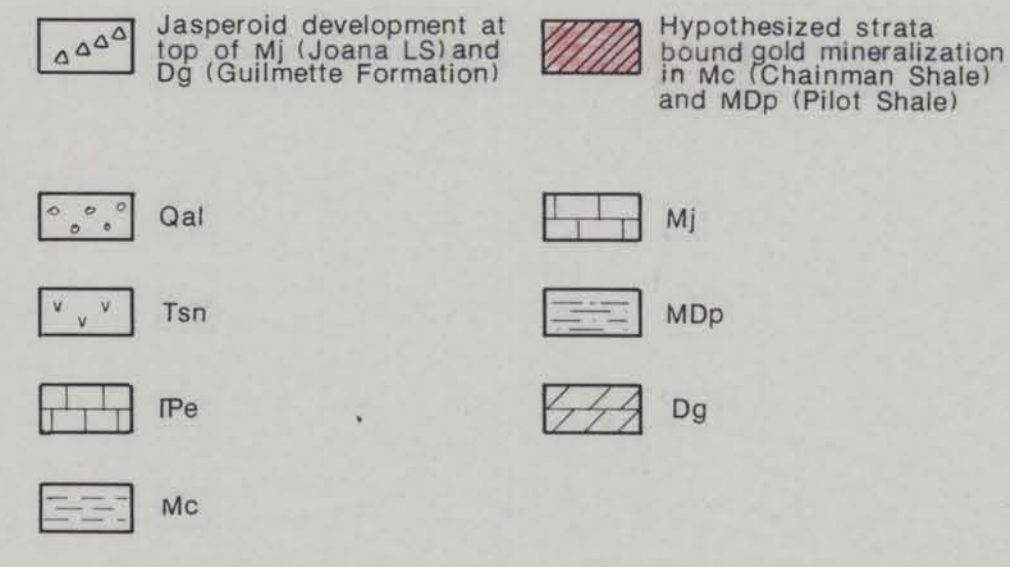 Jasperoid development at
top of Mj (Joana LS) and
Dg (Guilmette Formation)
Hypothesized strata
bound gold mineralization
in Mc (Chainman Shale)
and MDp (Pilot Shale)
Qal
Tsn
IPe
Mc
Mj
MDp
Dg